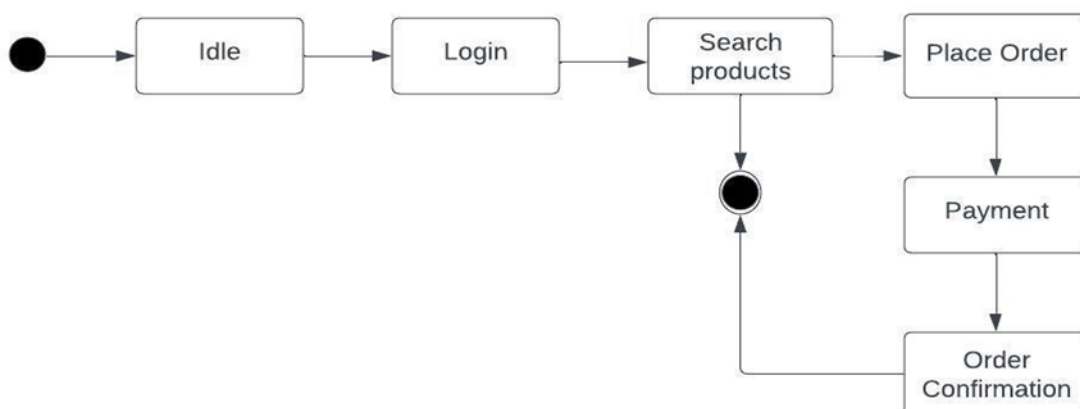 Idle
Login
Search
products
Place Order
Payment
Order
Confirmation